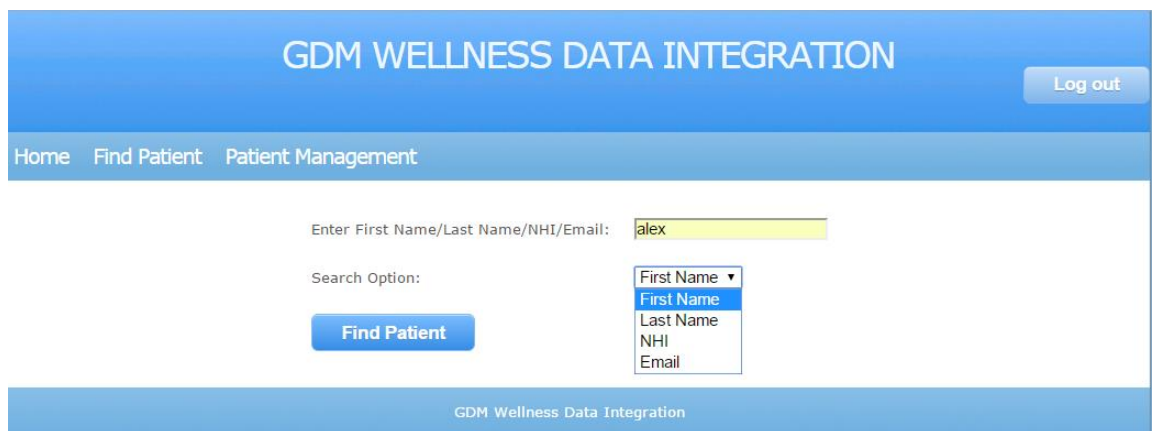 GDM WELLNESS DATA INTEGRATION
Log out
Home Find Patient Patient Management
Enter First Name/Last Name/NHI/Email: alex
Search Option: First Name
First Name
Last Name
NHI
Email
Find Patient
GDM Wellness Data Integration